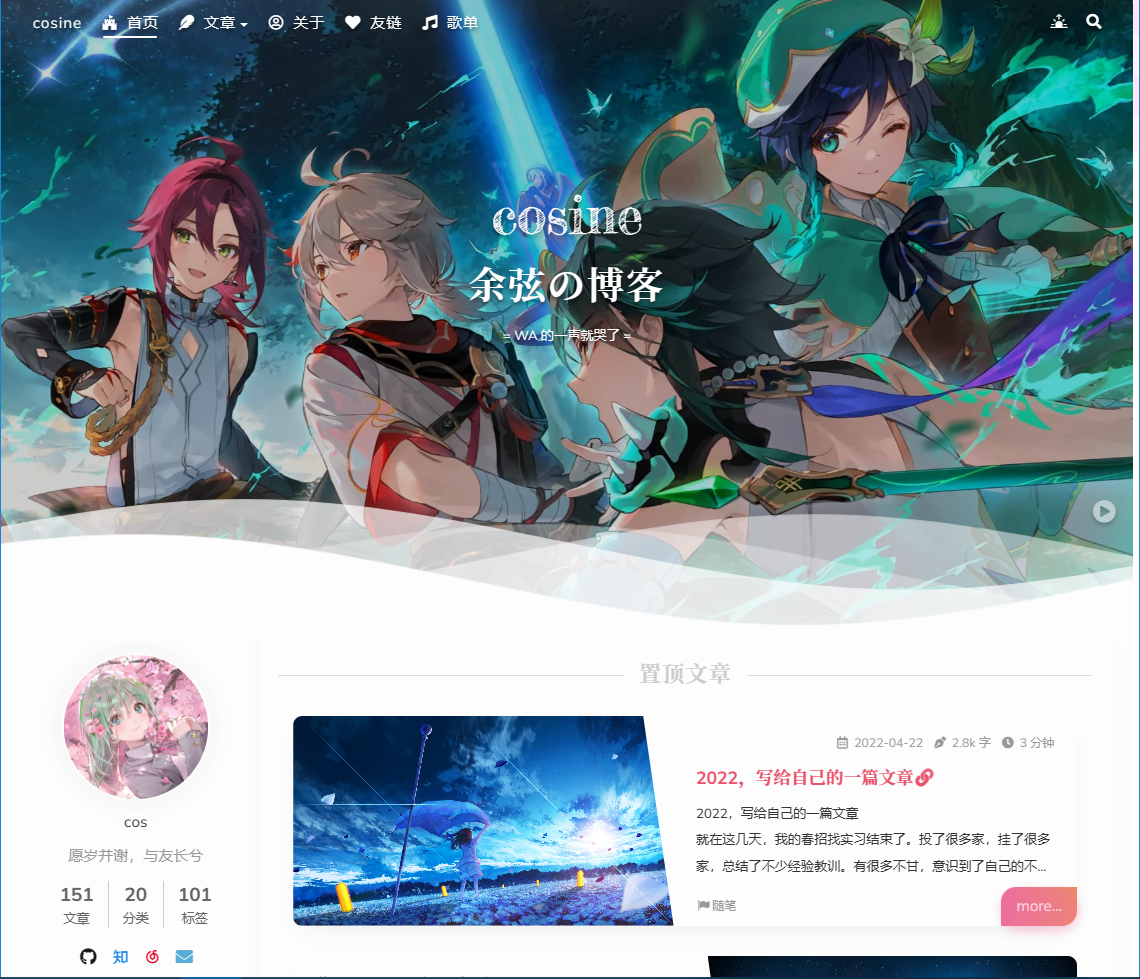 cosine 首页 文章 关于 友链 歌单
cosine
余弦の博客
= WA 的一声就哭了 =
置顶文章
2022-04-22 2.8k 字 3 分钟
2022，写给自己的一篇文章
2022，写给自己的一篇文章
就在这几天，我的春招找实习结束了。投了很多家，挂了很多
家，总结了不少经验教训。有很多不甘，意识到了自己的不...
随笔
more...
cos
愿岁并谢，与友长兮
151 20 101
文章 分类 标签
知